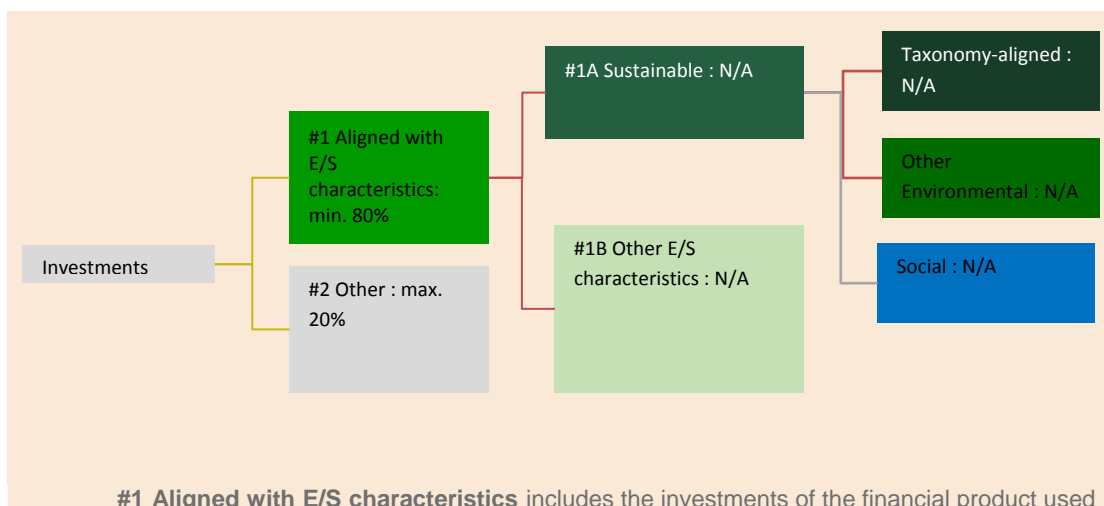 Investments
#1 Aligned with
E/S
characteristics:
min. 80%
#2 Other : max.
20%
#1A Sustainable : N/A
#1B Other E/S
characteristics : N/A
Taxonomy-aligned :
N/A
Other
Environmental : N/A
Social : N/A
#1 Aligned with E/S characteristics includes the investments of the financial product used